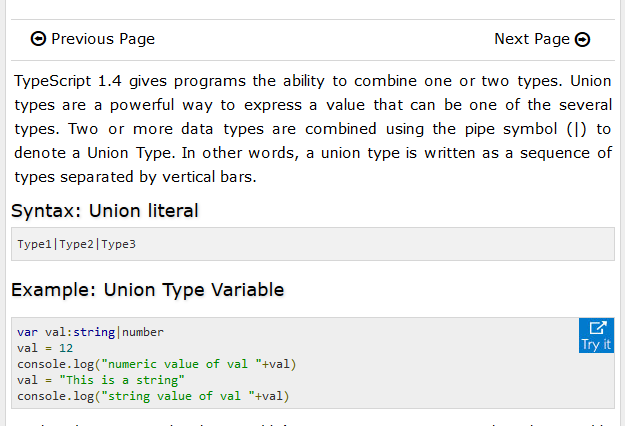 Previous Page Next Page
TypeScript 1.4 gives programs the ability to combine one or two types. Union
types are a powerful way to express a value that can be one of the several
types. Two or more data types are combined using the pipe symbol (|) to
denote a Union Type. In other words, a union type is written as a sequence of
types separated by vertical bars.
Syntax: Union literal
Type1|Type2|Type3
Example: Union Type Variable
var val:string|number
val = 12
console.log("numeric value of val "+val)
val = "This is a string"
console.log("string value of val "+val)
Try it